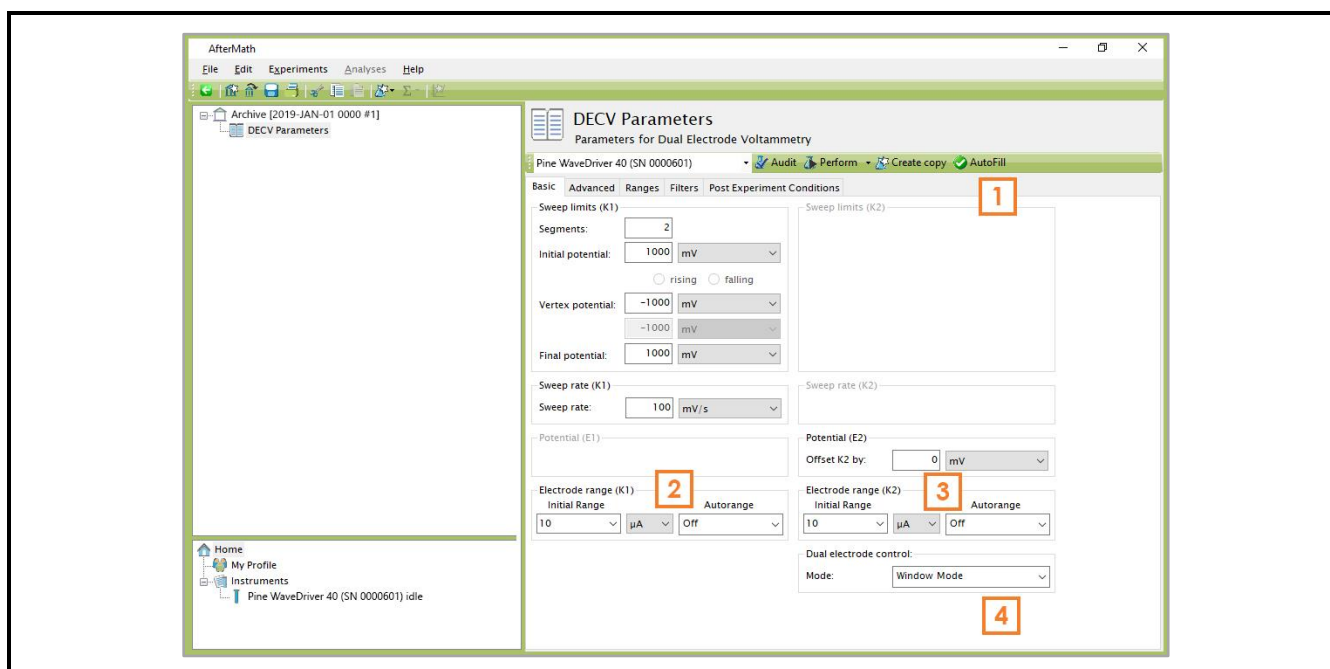 AfterMath
File Edit Experiments Analyses Help
Archive [2019-JAN-01 0000 #1]
DECV Parameters
DECV Parameters
Parameters for Dual Electrode Voltammetry
Pine WaveDriver 40 (SN 0000601) Audit Perform Create copy AutoFill
Basic Advanced Ranges Filters Post Experiment Conditions
1
Sweep limits (K1)
Segments: 2
Initial potential: 1000 mV
rising falling
Vertex potential: -1000 mV
-1000 mV
Final potential: 1000 mV
Sweep limits (K2)
Sweep rate (K1)
Sweep rate: 100 mV/s
Sweep rate (K2)
Potential (E1)
Potential (E2)
Offset K2 by: 0 mV
Electrode range (K1)
2
Initial Range Autorange
10 µA Off
Electrode range (K2)
3
Initial Range Autorange
10 µA Off
Dual electrode control:
Mode: Window Mode
4
Home
My Profile
Instruments
Pine WaveDriver 40 (SN 0000601) idle